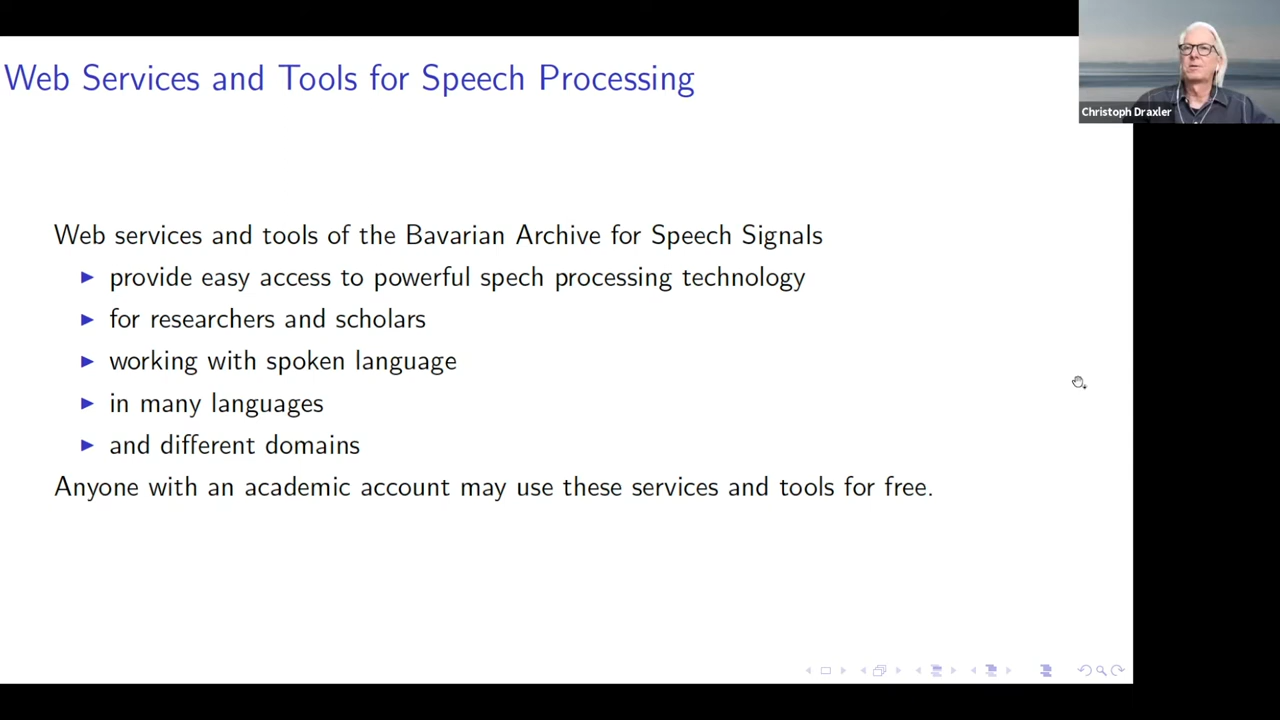 Web Services and Tools for Speech Processing
Christoph Draxler
Web services and tools of the Bavarian Archive for Speech Signals
provide easy access to powerful spech processing technology
for researchers and scholars
working with spoken language
in many languages
and different domains
Anyone with an academic account may use these services and tools for free.